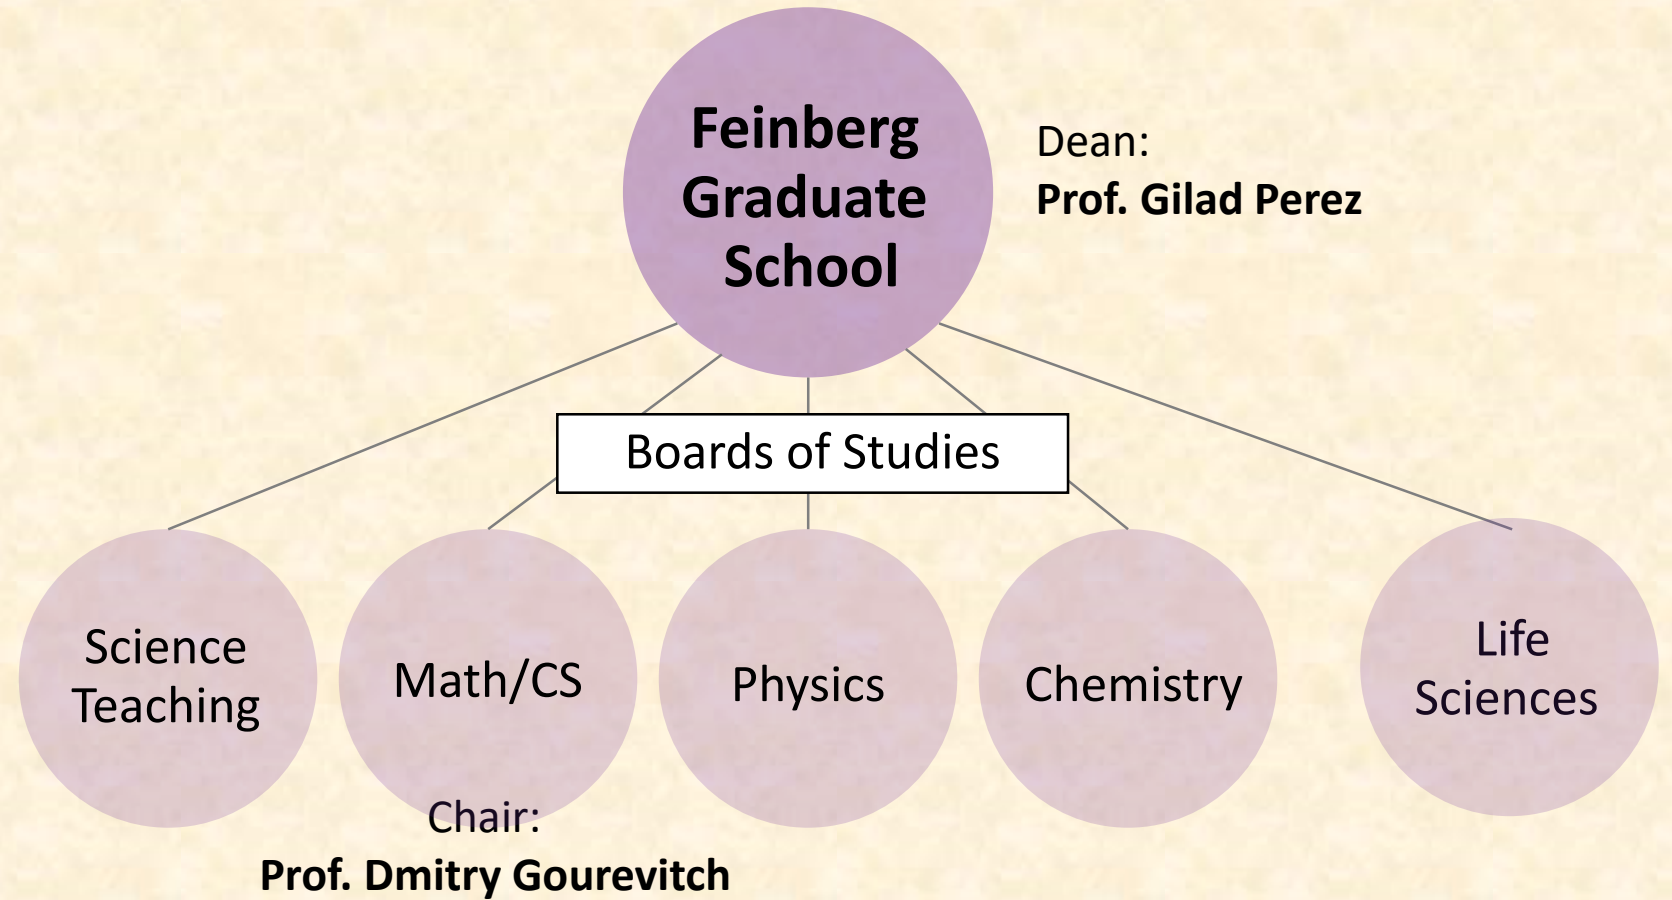 Feinberg
Graduate
School
Dean:
Prof. Gilad Perez
Boards of Studies
Science
Teaching
Math/CS
Physics
Chemistry
Life
Sciences
Chair:
Prof. Dmitry Gourevitch